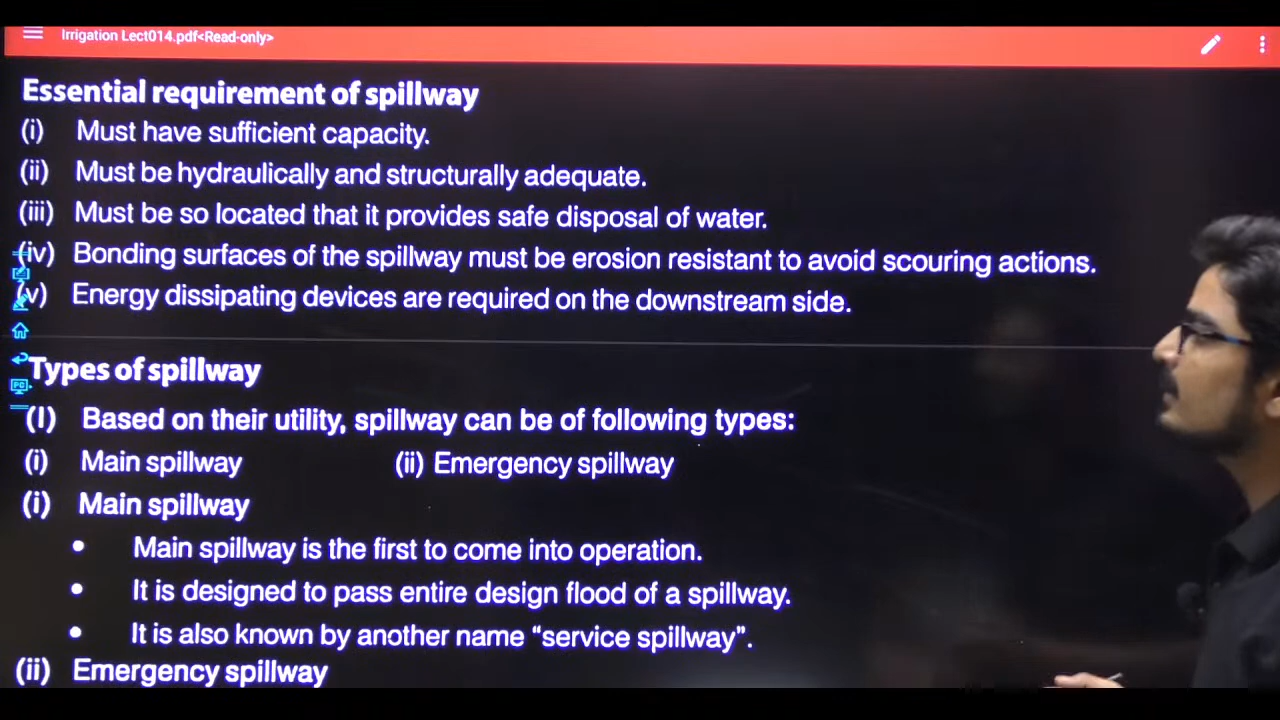 Irrigation Lect014.pdf<Read-only>
Essential requirement of spillway
(i) Must have sufficient capacity.
(ii) Must be hydraulically and structurally adequate.
(iii) Must be so located that it provides safe disposal of water.
(iv) Bonding surfaces of the spillway must be erosion resistant to avoid scouring actions.
(v) Energy dissipating devices are required on the downstream side.
PC
Types of spillway
(I) Based on their utility, spillway can be of following types:
(i) Main spillway (ii) Emergency spillway
(i) Main spillway
• Main spillway is the first to come into operation.
• It is designed to pass entire design flood of a spillway.
• It is also known by another name “service spillway”.
(ii) Emergency spillway